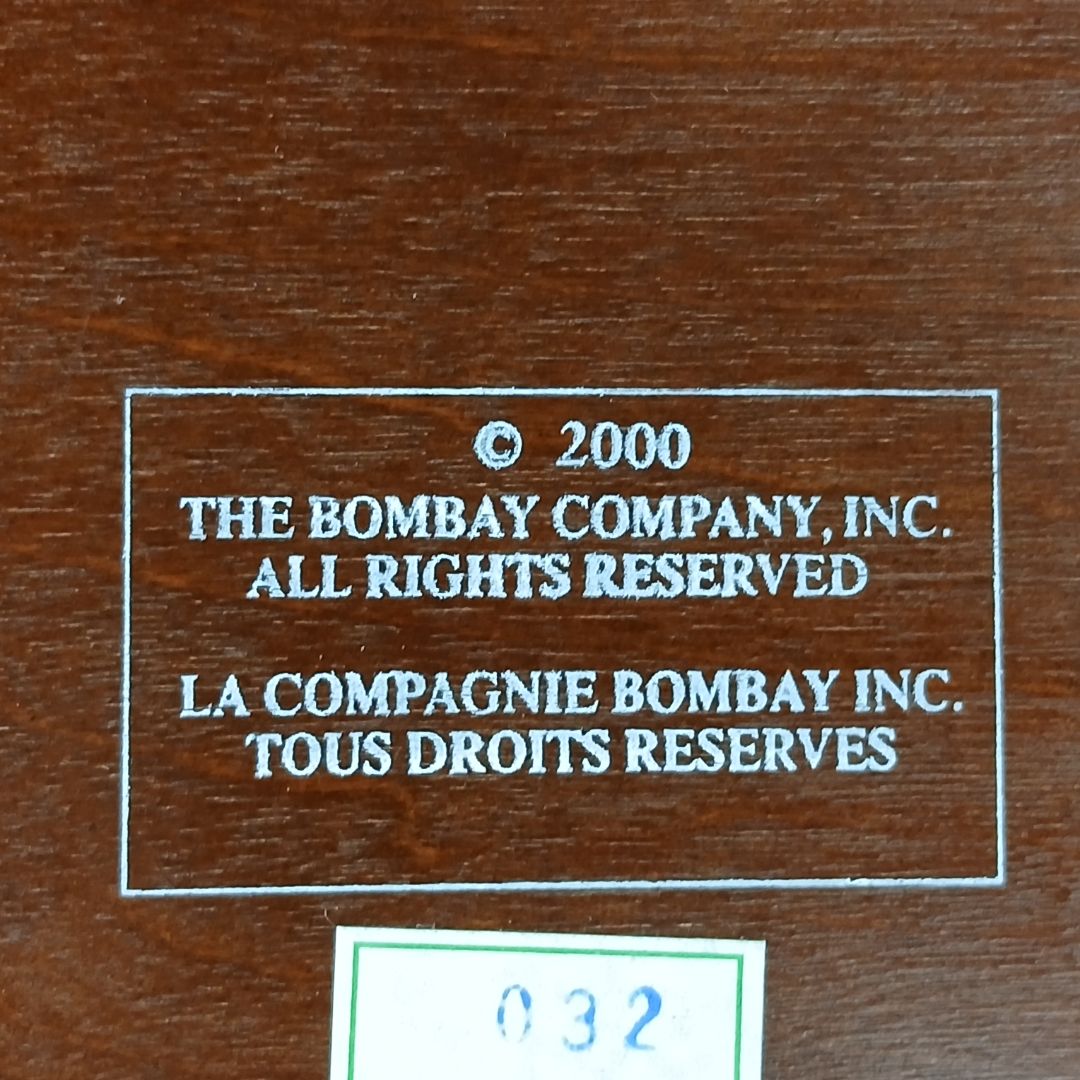 © 2000
THE BOMBAY COMPANY, INC.
ALL RIGHTS RESERVED
LA COMPAGNIE BOMBAY INC.
TOUS DROITS RESERVES
032